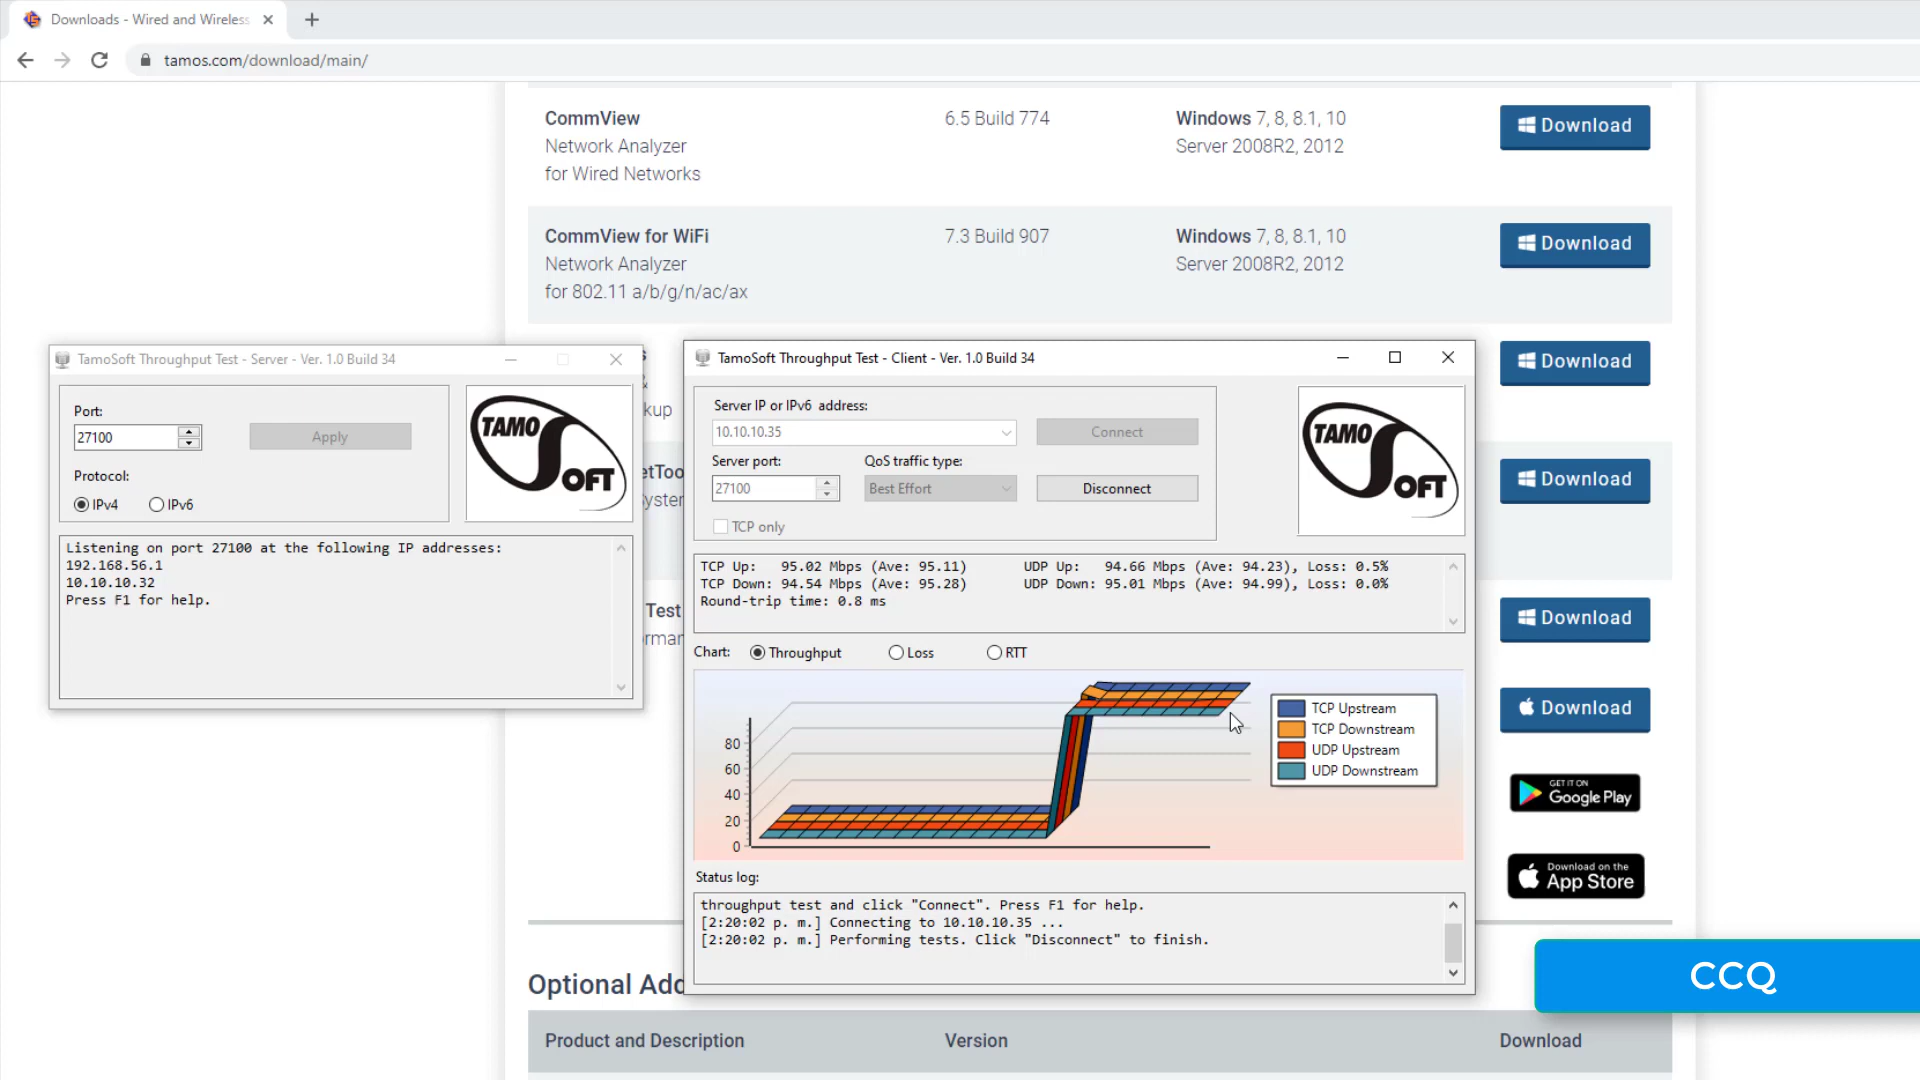 Downloads - Wired and Wireless
tamos.com/download/main/
CommView
Network Analyzer
for Wired Networks
6.5 Build 774
Windows 7, 8, 8.1, 10
Server 2008R2, 2012
Download
CommView for WiFi
Network Analyzer
for 802.11 a/b/g/n/ac/ax
7.3 Build 907
Windows 7, 8, 8.1, 10
Server 2008R2, 2012
Download
Download
Download
Download
Download
GET IT ON
Google Play
Download on the
App Store
TamoSoft Throughput Test - Server - Ver. 1.0 Build 34
Port:
27100
Apply
Protocol:
IPv4
IPv6
TAMO
SOFT
Listening on port 27100 at the following IP addresses:
192.168.56.1
10.10.10.32
Press F1 for help.
TamoSoft Throughput Test - Client - Ver. 1.0 Build 34
Server IP or IPv6 address:
10.10.10.35
Connect
Server port:
QoS traffic type:
27100
Best Effort
Disconnect
TCP only
TAMO
SOFT
TCP Up: 95.02 Mbps (Ave: 95.11) UDP Up: 94.66 Mbps (Ave: 94.23), Loss: 0.5%
TCP Down: 94.54 Mbps (Ave: 95.28) UDP Down: 95.01 Mbps (Ave: 94.99), Loss: 0.0%
Round-trip time: 0.8 ms
Chart:
Throughput
Loss
RTT
80
60
40
20
0
TCP Upstream
TCP Downstream
UDP Upstream
UDP Downstream
Status log:
throughput test and click "Connect". Press F1 for help.
[2:20:02 p. m.] Connecting to 10.10.10.35 ...
[2:20:02 p. m.] Performing tests. Click "Disconnect" to finish.
CCQ
Optional Add
Product and Description
Version
Download